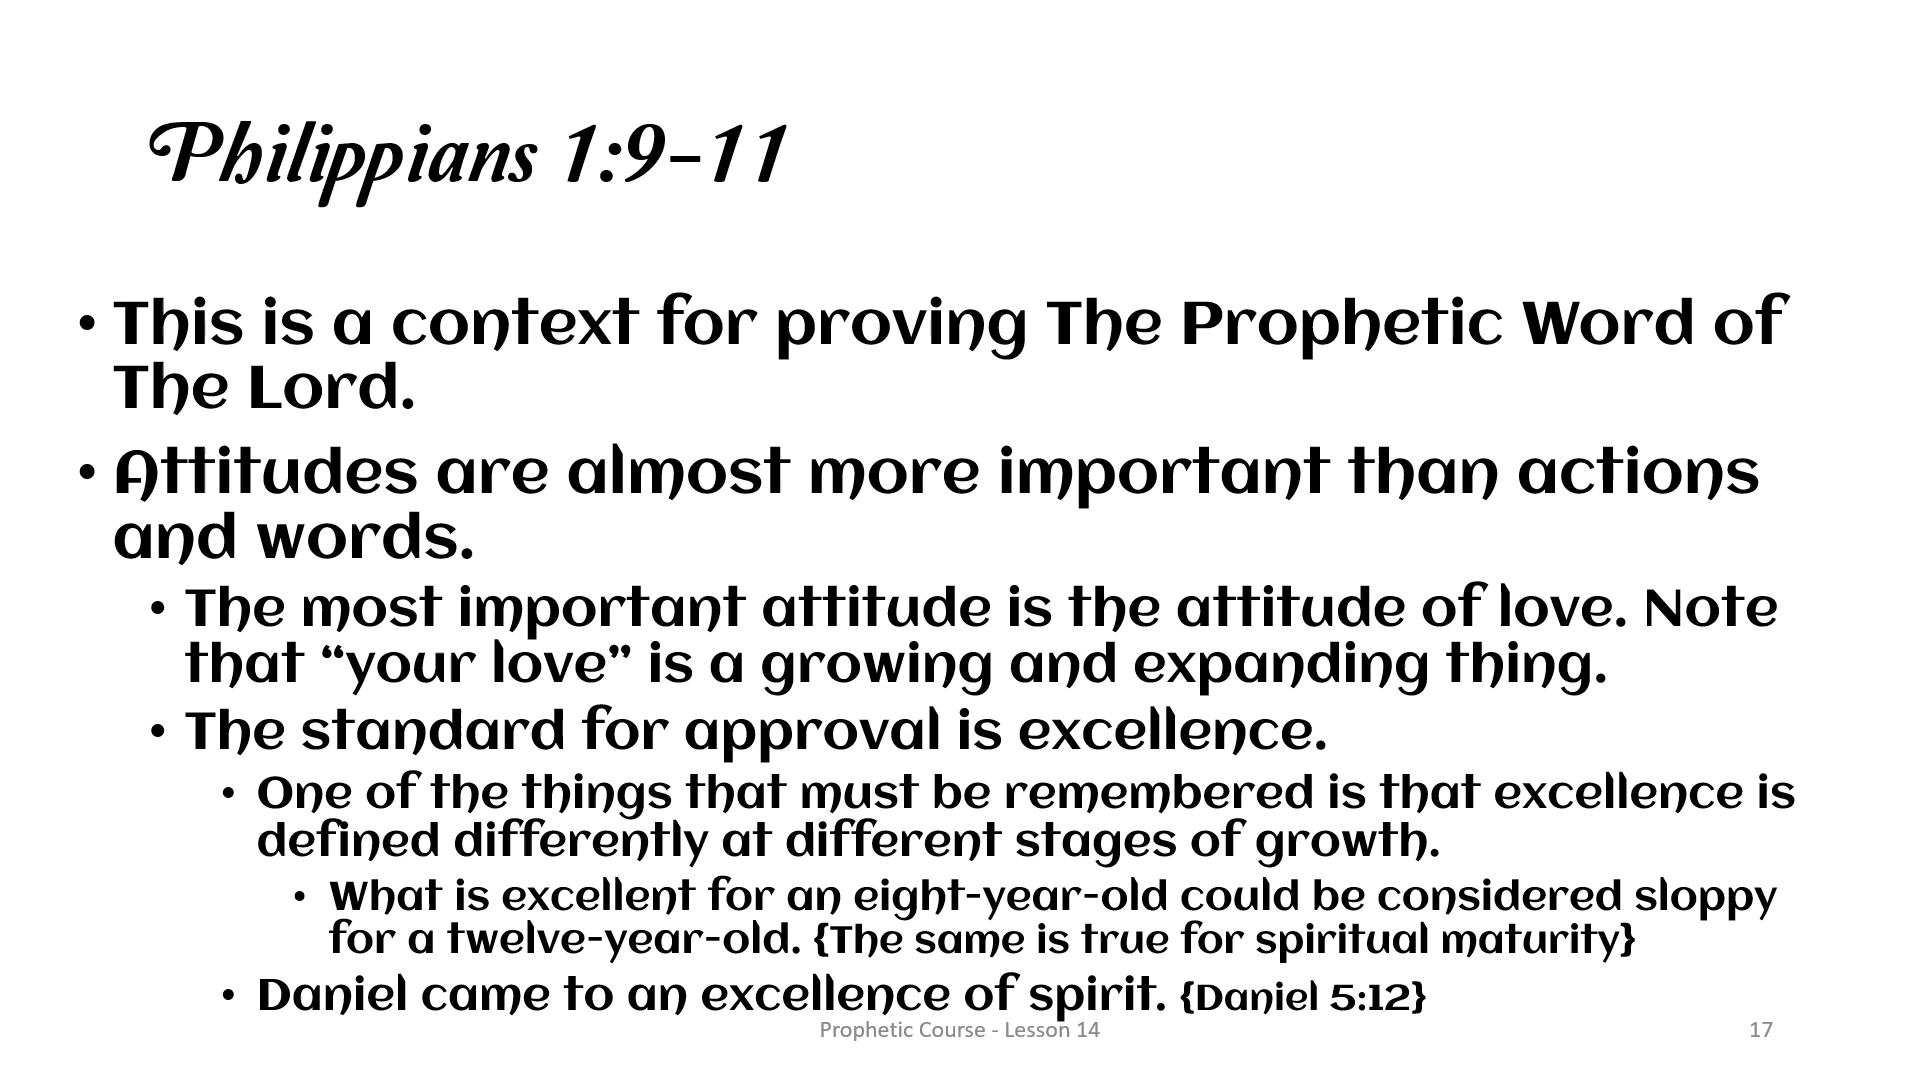 Philippians 1:9–11
• This is a context for proving The Prophetic Word of
The Lord.
• Attitudes are almost more important than actions
and words.
• The most important attitude is the attitude of love. Note
that “your love” is a growing and expanding thing.
• The standard for approval is excellence.
• One of the things that must be remembered is that excellence is
defined differently at different stages of growth.
• What is excellent for an eight-year-old could be considered sloppy
for a twelve-year-old. {The same is true for spiritual maturity}
• Daniel came to an excellence of spirit. {Daniel 5:12}
Prophetic Course - Lesson 14
17